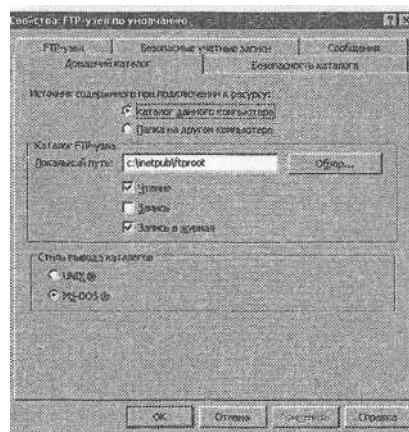 Свойства: FTP-узел по умолчанию
FTP-узел Безопасные учетные записи Сообщения
Домашний каталог Безопасность каталога
Источник содержимого при подключении к ресурсу:
каталог данного компьютера
папка на другом компьютере
Каталог FTP-узла
Локальный путь: c:\inetpub\ftproot Обзор...
Чтение
Запись
Запись в журнал
Стиль вывода каталогов
UNIX ®
MS-DOS ®
OK Отмена Применить Справка